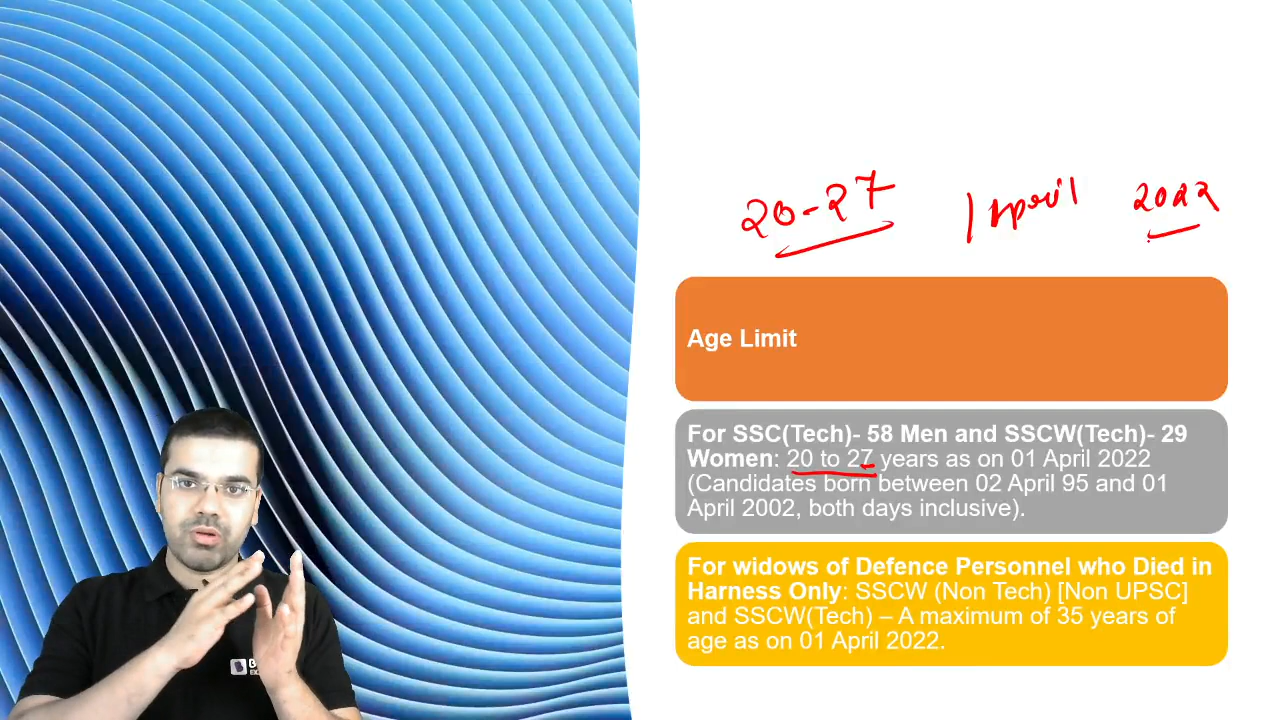 20-27 1 April 2022
Age Limit
For SSC(Tech)- 58 Men and SSCW(Tech)- 29
Women: 20 to 27 years as on 01 April 2022
(Candidates born between 02 April 95 and 01
April 2002, both days inclusive).
For widows of Defence Personnel who Died in
Harness Only: SSCW (Non Tech) [Non UPSC]
and SSCW(Tech) – A maximum of 35 years of
age as on 01 April 2022.